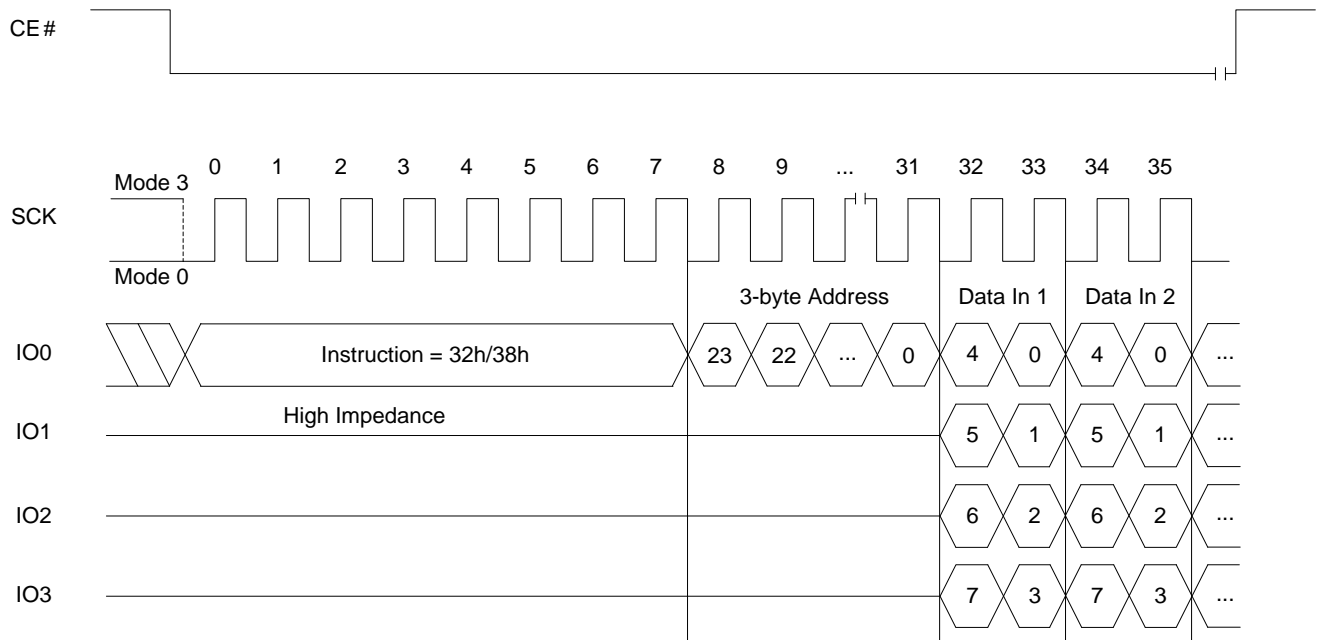 CE#
0 1 2 3 4 5 6 7 8 9 ... 31 32 33 34 35
Mode 3
SCK
Mode 0
3-byte Address Data In 1 Data In 2
IO0 Instruction = 32h/38h 23 22 ... 0 4 0 4 0 ...
High Impedance
IO1 5 1 5 1 ...
IO2 6 2 6 2 ...
IO3 7 3 7 3 ...